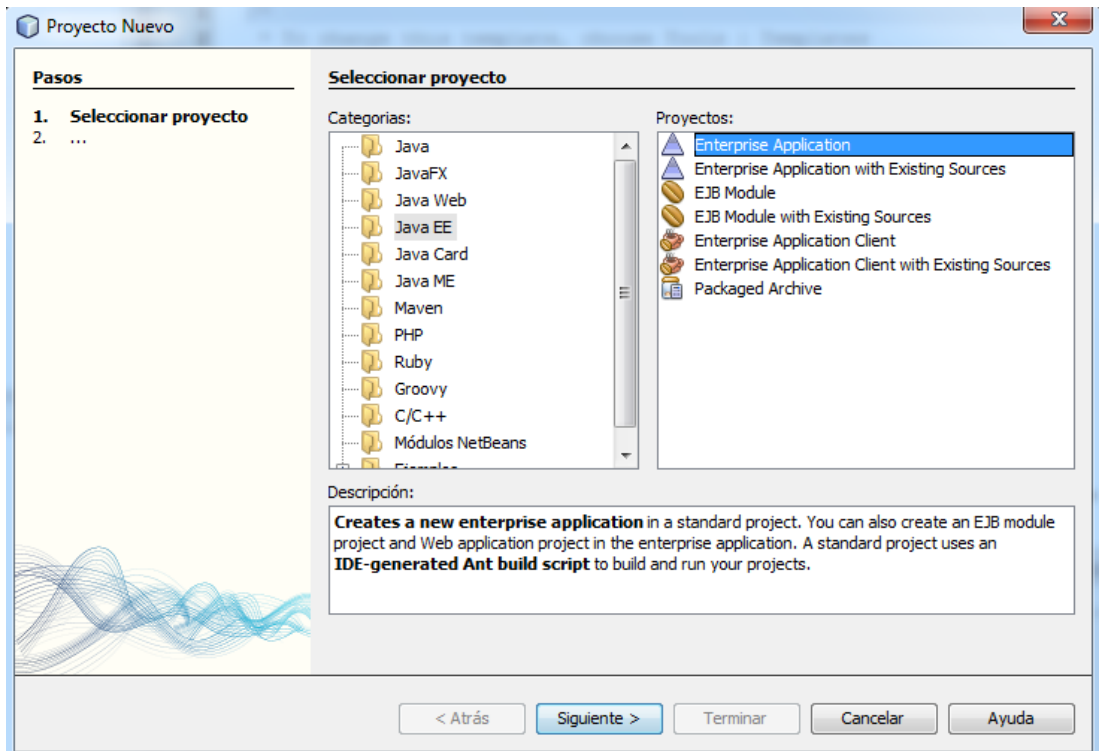 Proyecto Nuevo
Pasos
1. Seleccionar proyecto
2. ...
Seleccionar proyecto
Categorias:
Java
JavaFX
Java Web
Java EE
Java Card
Java ME
Maven
PHP
Ruby
Groovy
C/C++
Módulos NetBeans
Proyectos:
Enterprise Application
Enterprise Application with Existing Sources
EJB Module
EJB Module with Existing Sources
Enterprise Application Client
Enterprise Application Client with Existing Sources
Packaged Archive
Descripción:
Creates a new enterprise application in a standard project. You can also create an EJB module
project and Web application project in the enterprise application. A standard project uses an
IDE-generated Ant build script to build and run your projects.
< Atrás
Siguiente >
Terminar
Cancelar
Ayuda